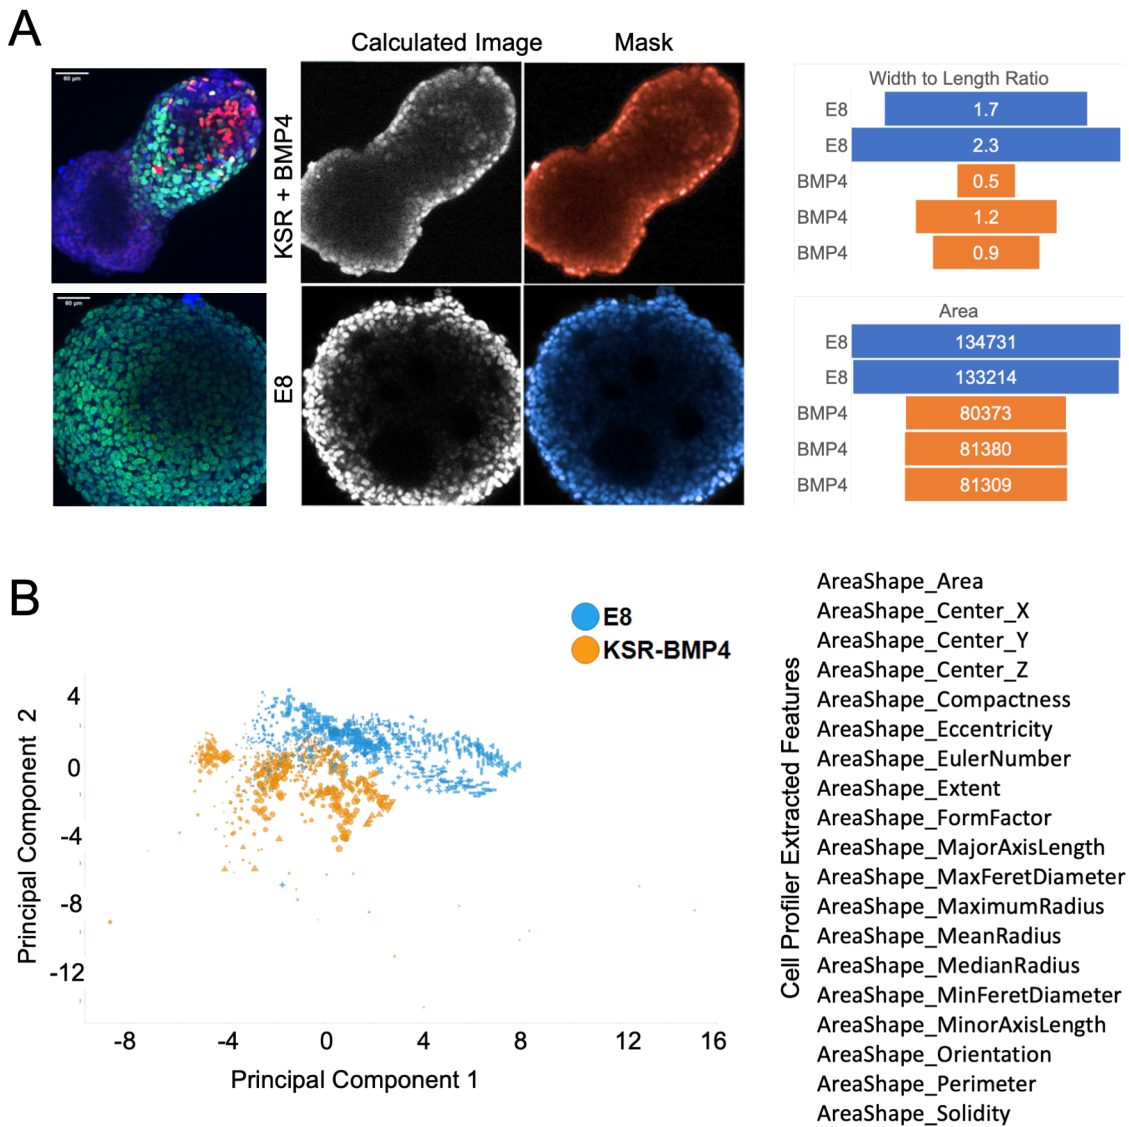 A
Calculated Image
Mask
60 µm
KSR + BMP4
60 µm
E8
Width to Length Ratio
E8 1.7
E8 2.3
BMP4 0.5
BMP4 1.2
BMP4 0.9
Area
E8 134731
E8 133214
BMP4 80373
BMP4 81380
BMP4 81309
B
E8
KSR-BMP4
Principal Component 2
4
0
-4
-8
-12
-8 -4 0 4 8 12 16
Principal Component 1
Cell Profiler Extracted Features
AreaShape_Area
AreaShape_Center_X
AreaShape_Center_Y
AreaShape_Center_Z
AreaShape_Compactness
AreaShape_Eccentricity
AreaShape_EulerNumber
AreaShape_Extent
AreaShape_FormFactor
AreaShape_MajorAxisLength
AreaShape_MaxFeretDiameter
AreaShape_MaximumRadius
AreaShape_MeanRadius
AreaShape_MedianRadius
AreaShape_MinFeretDiameter
AreaShape_MinorAxisLength
AreaShape_Orientation
AreaShape_Perimeter
AreaShape_Solidity